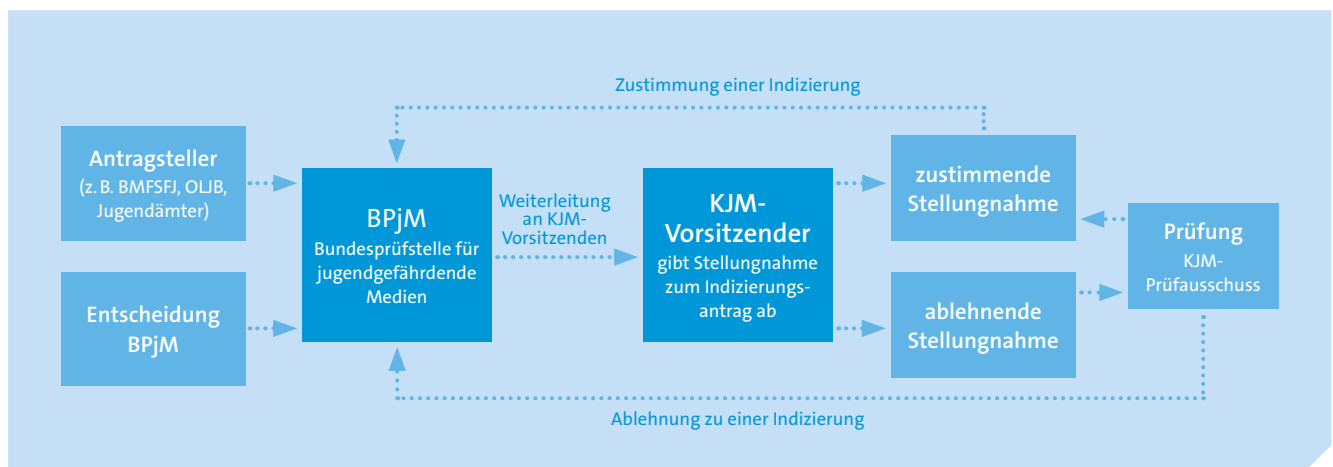 Zustimmung einer Indizierung
Antragsteller
(z. B. BMFSFJ, OLJB,
Jugendämter)
Entscheidung
BPjM
BPjM
Bundesprüfstelle für
jugendgefährdende
Medien
Weiterleitung
an KJM-
Vorsitzenden
KJM-
Vorsitzender
gibt Stellungnahme
zum Indizierungs-
antrag ab
zustimmende
Stellungnahme
ablehnende
Stellungnahme
Prüfung
KJM-
Prüfausschuss
Ablehnung zu einer Indizierung